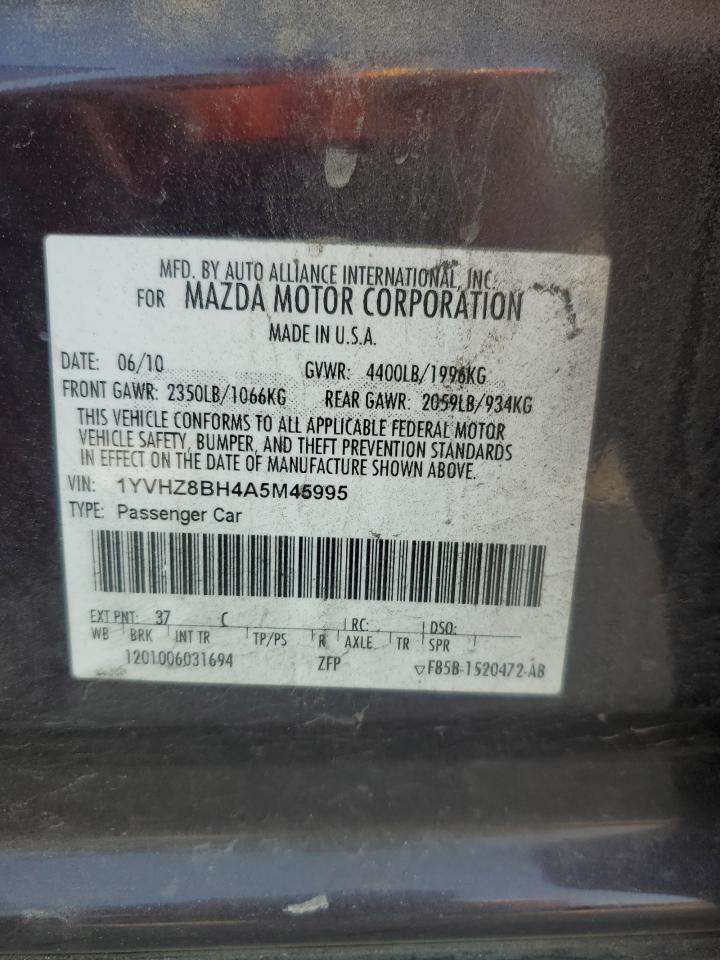 MFD. BY AUTO ALLIANCE INTERNATIONAL, INC.
FOR MAZDA MOTOR CORPORATION
MADE IN U.S.A.
DATE: 06/10 GVWR: 4400LB/1996KG
FRONT GAWR: 2350LB/1066KG REAR GAWR: 2059LB/934KG
THIS VEHICLE CONFORMS TO ALL APPLICABLE FEDERAL MOTOR
VEHICLE SAFETY, BUMPER, AND THEFT PREVENTION STANDARDS
IN EFFECT ON THE DATE OF MANUFACTURE SHOWN ABOVE.
VIN: 1YVHZ8BH4A5M45995
TYPE: Passenger Car
EXT PNT: 37 C RC: DSO:
WB BRK INT TR TP/PS R AXLE TR SPR
1201006031694 ZFP ▽F85B-1520472-AB